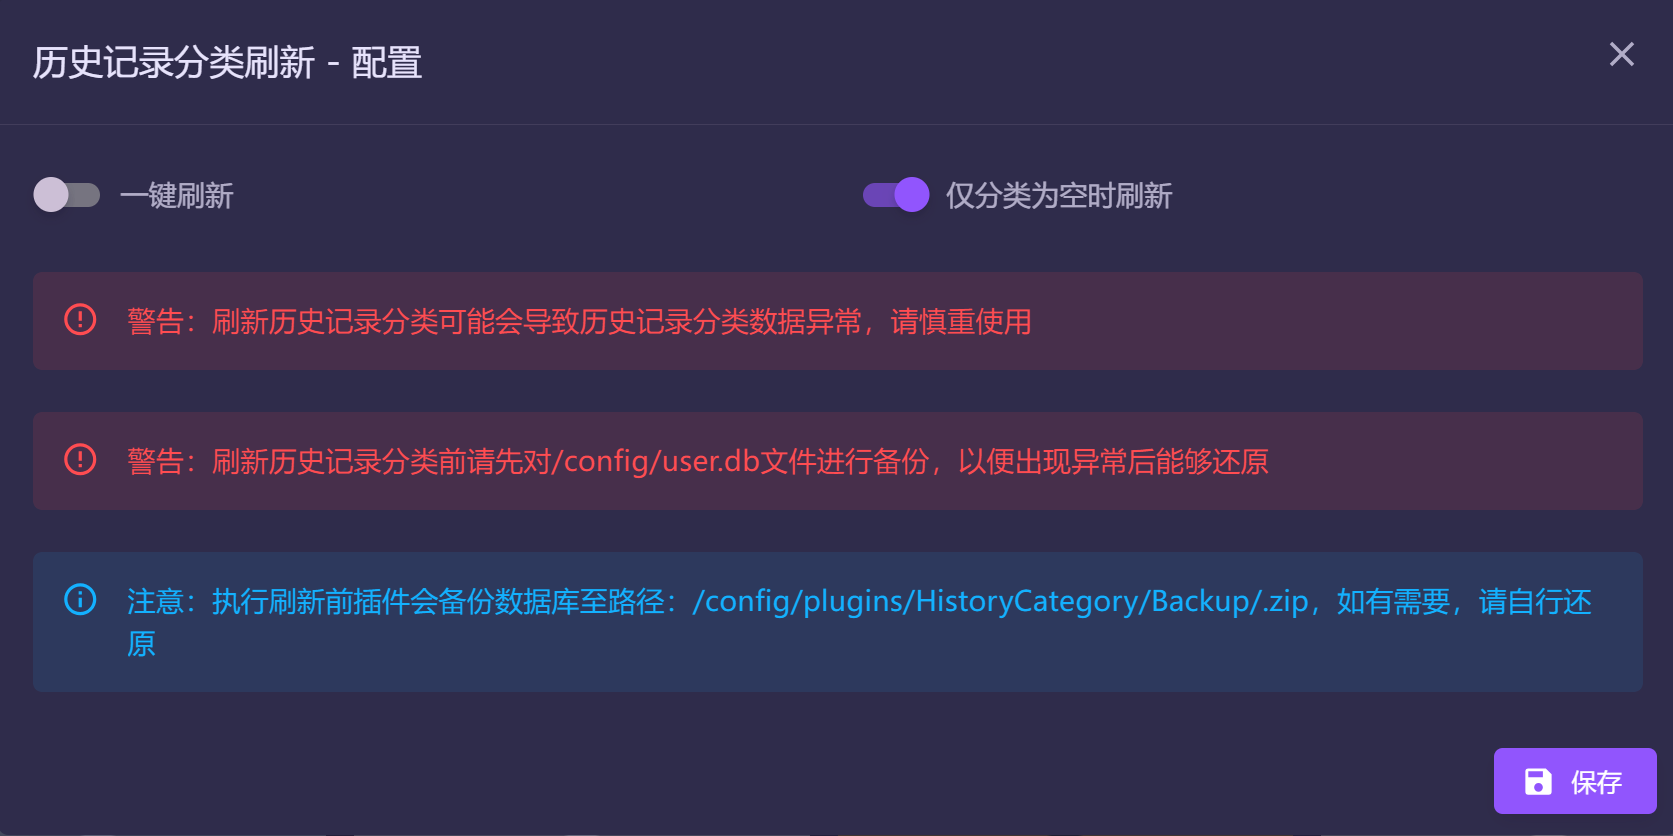 历史记录分类刷新 - 配置
一键刷新
仅分类为空时刷新
警告：刷新历史记录分类可能会导致历史记录分类数据异常，请慎重使用
警告：刷新历史记录分类前请先对/config/user.db文件进行备份，以便出现异常后能够还原
注意：执行刷新前插件会备份数据库至路径：/config/plugins/HistoryCategory/Backup/.zip，如有需要，请自行还
原
保存